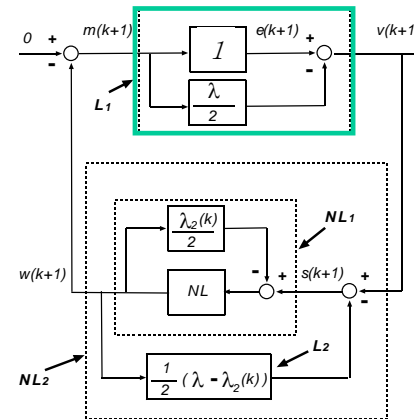 0 + - m(k+1) 1 e(k+1) + - v(k+1)
L1 λ/2
λ2(k)/2 NL1
w(k+1) NL - + s(k+1) + -
NL2 1/2 (λ - λ2(k)) L2